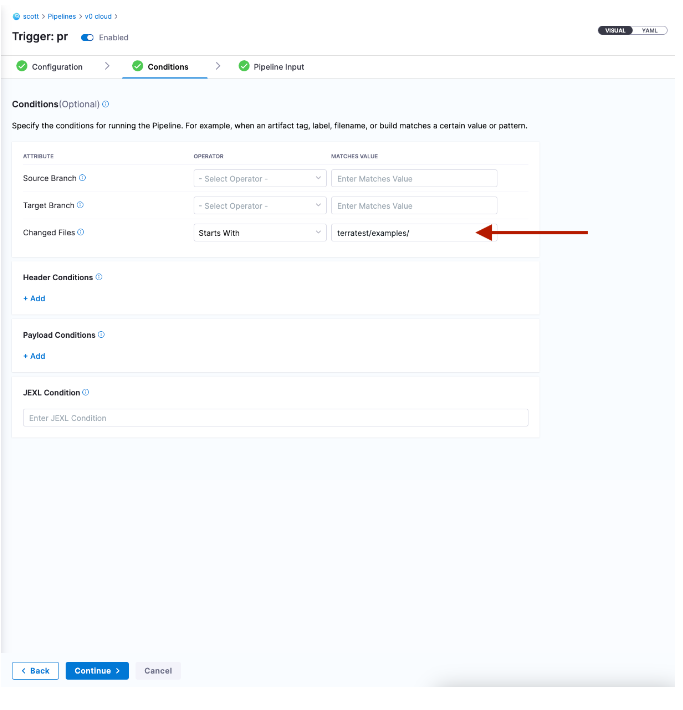 scott > Pipelines > v0 cloud >
Trigger: pr Enabled
VISUAL YAML
Configuration > Conditions > Pipeline Input
Conditions(Optional)
Specify the conditions for running the Pipeline. For example, when an artifact tag, label, filename, or build matches a certain value or pattern.
ATTRIBUTE OPERATOR MATCHES VALUE
Source Branch - Select Operator - Enter Matches Value
Target Branch - Select Operator - Enter Matches Value
Changed Files Starts With terratest/examples/
Header Conditions
+ Add
Payload Conditions
+ Add
JEXL Condition
Enter JEXL Condition
< Back Continue > Cancel